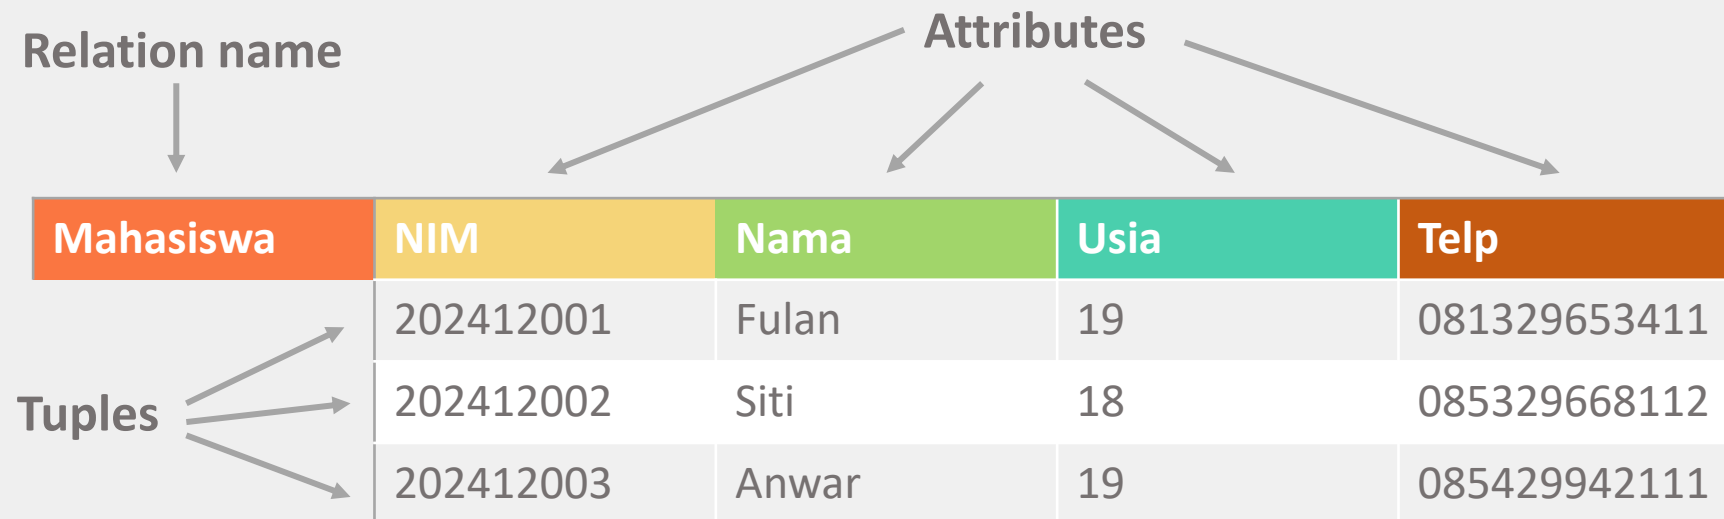 Relation name
Attributes
Mahasiswa NIM Nama Usia Telp
202412001 Fulan 19 081329653411
Tuples
202412002 Siti 18 085329668112
202412003 Anwar 19 085429942111